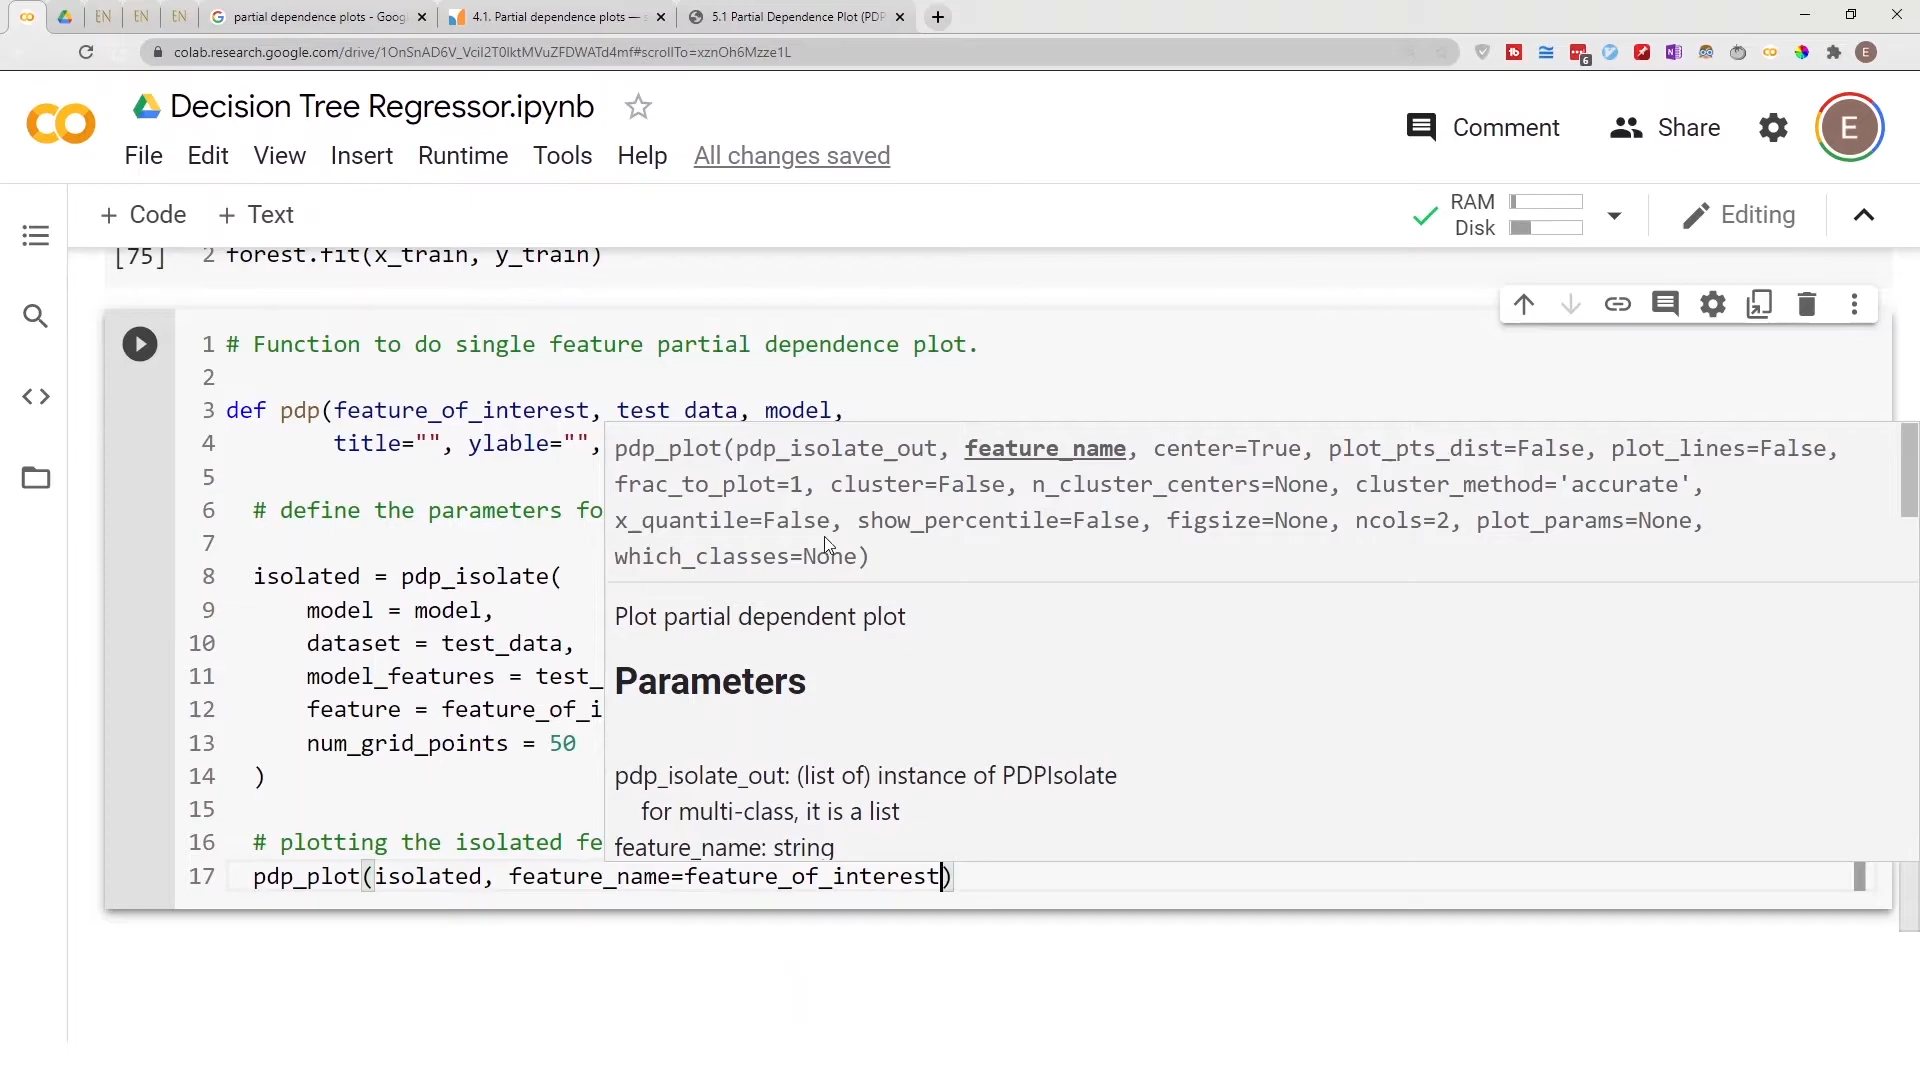 EN EN EN partial dependence plots - Goog 4.1. Partial dependence plots — s 5.1 Partial Dependence Plot (PDP
colab.research.google.com/drive/1OnSnAD6V_Vcil2T0lktMVuZFDWATd4mf#scrollTo=xznOh6Mzze1L
6
E
Decision Tree Regressor.ipynb
Comment Share E
File Edit View Insert Runtime Tools Help All changes saved
+ Code + Text
RAM
Disk
Editing
[75] 2 forest.fit(x_train, y_train)
1 # Function to do single feature partial dependence plot.
2
3 def pdp(feature_of_interest, test_data, model,
4 title="", ylable="",
5
6 # define the parameters fo
7
8 isolated = pdp_isolate(
9 model = model,
10 dataset = test_data,
11 model_features = test_
12 feature = feature_of_i
13 num_grid_points = 50
14 )
15
16 # plotting the isolated fe
17 pdp_plot(isolated, feature_name=feature_of_interest)
pdp_plot(pdp_isolate_out, feature_name, center=True, plot_pts_dist=False, plot_lines=False,
frac_to_plot=1, cluster=False, n_cluster_centers=None, cluster_method='accurate',
x_quantile=False, show_percentile=False, figsize=None, ncols=2, plot_params=None,
which_classes=None)
Plot partial dependent plot
Parameters
pdp_isolate_out: (list of) instance of PDPIsolate
for multi-class, it is a list
feature_name: string